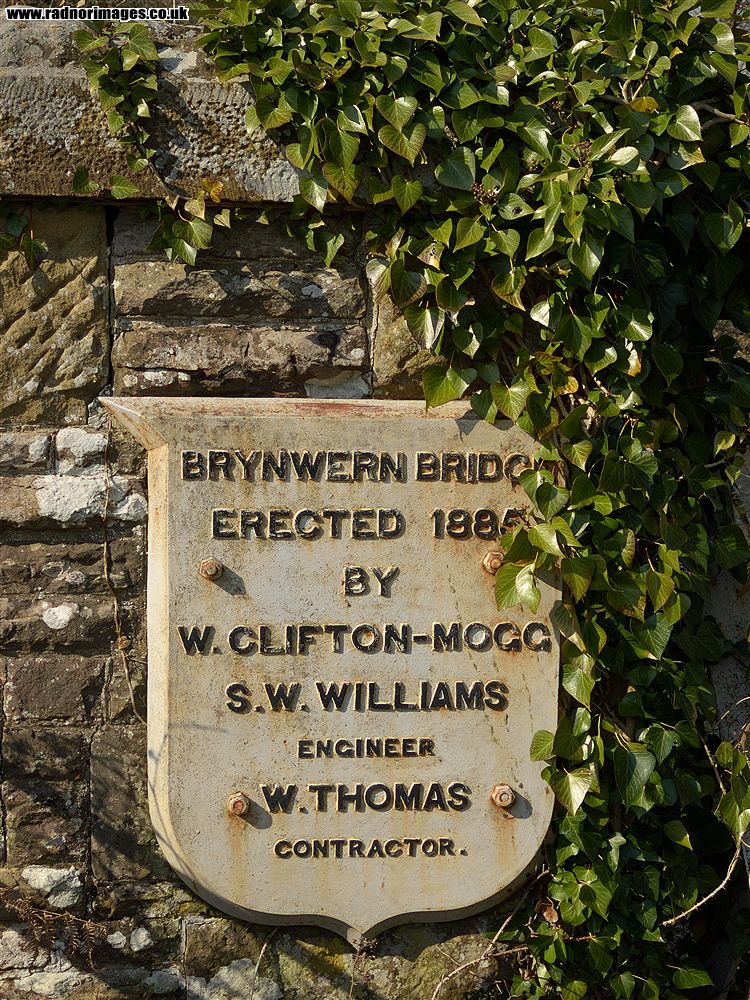 www.radnorimages.co.uk
BRYNWERN BRIDG
ERECTED 1885
BY
W. CLIFTON-MOGG
S.W. WILLIAMS
ENGINEER
W. THOMAS
CONTRACTOR.